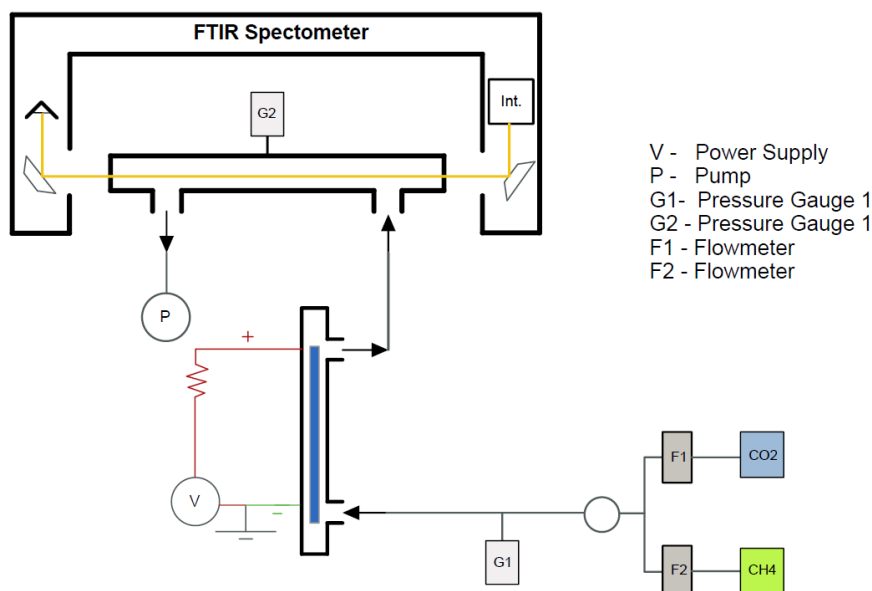 FTIR Spectometer
G2
Int.
V - Power Supply
P - Pump
G1- Pressure Gauge 1
G2 - Pressure Gauge 1
F1 - Flowmeter
F2 - Flowmeter
P
+
V
-
F1
CO2
G1
F2
CH4